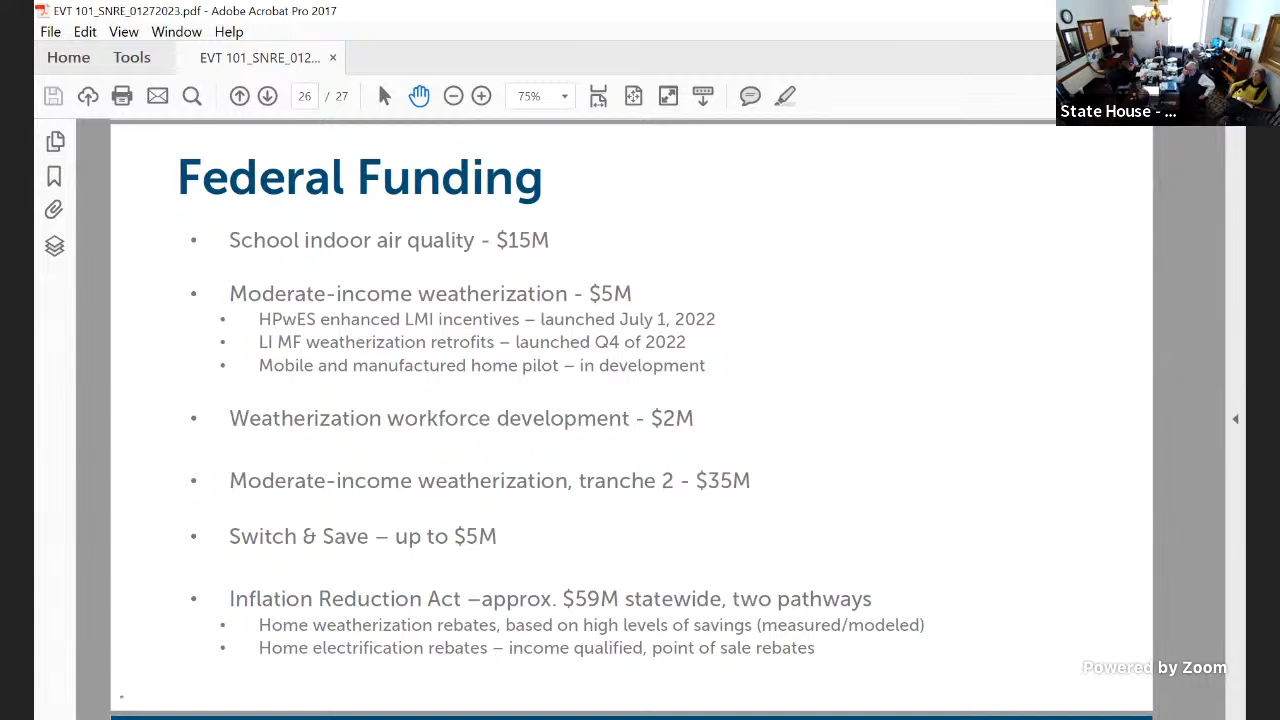 EVT 101_SNRE_01272023.pdf - Adobe Acrobat Pro 2017
File Edit View Window Help
Home Tools EVT 101_SNRE_012... ×
26 / 27 75%
State House - ...
Federal Funding
• School indoor air quality - $15M
• Moderate-income weatherization - $5M
• HPwES enhanced LMI incentives – launched July 1, 2022
• LI MF weatherization retrofits – launched Q4 of 2022
• Mobile and manufactured home pilot – in development
• Weatherization workforce development - $2M
• Moderate-income weatherization, tranche 2 - $35M
• Switch & Save – up to $5M
• Inflation Reduction Act –approx. $59M statewide, two pathways
• Home weatherization rebates, based on high levels of savings (measured/modeled)
• Home electrification rebates – income qualified, point of sale rebates
Powered by Zoom